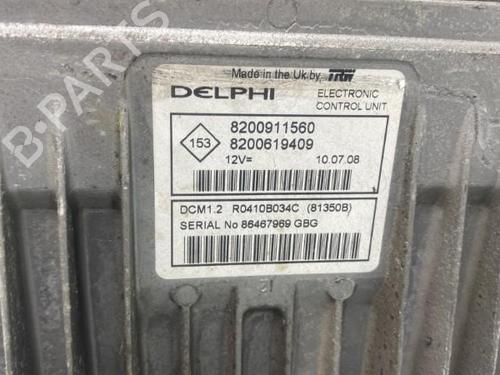 B-PARTS
Made in the Uk by TRW
DELPHI
ELECTRONIC
CONTROL UNIT
153
8200911560
8200619409
12V= 10.07.08
DCM1.2 R0410B034C (81350B)
SERIAL No 86467969 GBG